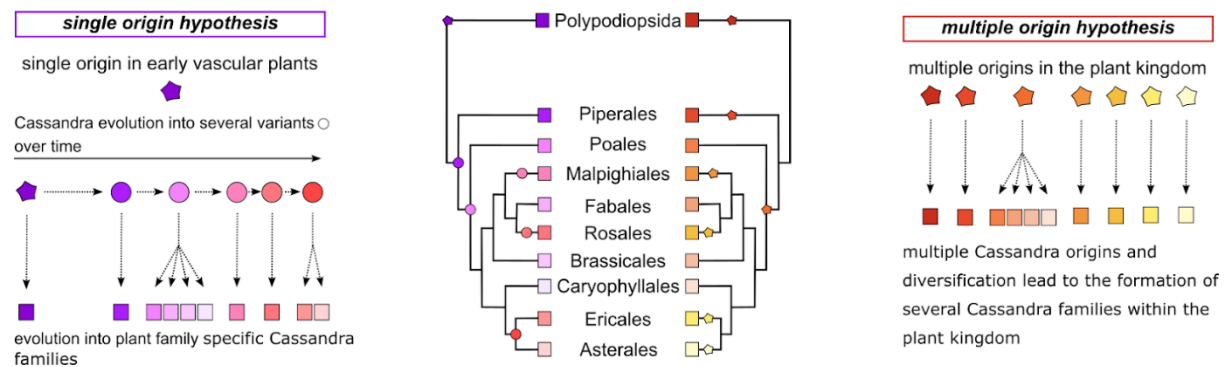 single origin hypothesis
single origin in early vascular plants
Cassandra evolution into several variants
over time
evolution into plant family specific Cassandra
families
Polypodiopsida
Piperales
Poales
Malpighiales
Fabales
Rosales
Brassicales
Caryophyllales
Ericales
Asterales
multiple origin hypothesis
multiple origins in the plant kingdom
multiple Cassandra origins and
diversification lead to the formation of
several Cassandra families within the
plant kingdom